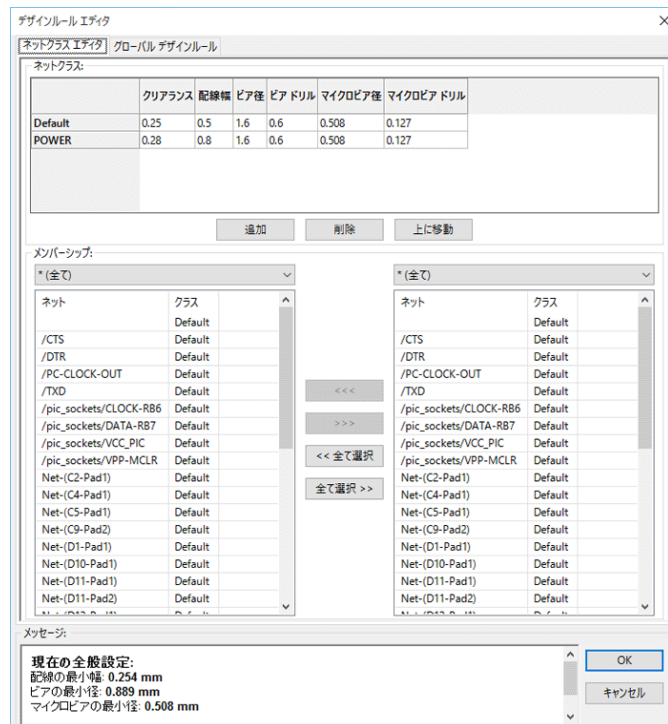 デザインルール エディタ
ネットクラス エディタ グローバル デザインルール
ネットクラス:
クリアランス 配線幅 ビア径 ビア ドリル マイクロビア径 マイクロビア ドリル
Default 0.25 0.5 1.6 0.6 0.508 0.127
POWER 0.28 0.8 1.6 0.6 0.508 0.127
追加 削除 上に移動
メンバーシップ:
* (全て) * (全て)
ネット クラス ネット クラス
Default Default
/CTS Default /CTS Default
/DTR Default /DTR Default
/PC-CLOCK-OUT Default /PC-CLOCK-OUT Default
/TXD Default <<< /TXD Default
/pic_sockets/CLOCK-RB6 Default /pic_sockets/CLOCK-RB6 Default
/pic_sockets/DATA-RB7 Default >>> /pic_sockets/DATA-RB7 Default
/pic_sockets/VCC_PIC Default /pic_sockets/VCC_PIC Default
/pic_sockets/VPP-MCLR Default << 全て選択 /pic_sockets/VPP-MCLR Default
Net-(C2-Pad1) Default Net-(C2-Pad1) Default
Net-(C4-Pad1) Default 全て選択 >> Net-(C4-Pad1) Default
Net-(C5-Pad1) Default Net-(C5-Pad1) Default
Net-(C9-Pad2) Default Net-(C9-Pad2) Default
Net-(D1-Pad1) Default Net-(D1-Pad1) Default
Net-(D10-Pad1) Default Net-(D10-Pad1) Default
Net-(D11-Pad1) Default Net-(D11-Pad1) Default
Net-(D11-Pad2) Default Net-(D11-Pad2) Default
メッセージ:
現在の全般設定:
配線の最小幅: 0.254 mm
ビアの最小径: 0.889 mm
マイクロビアの最小径: 0.508 mm
OK
キャンセル